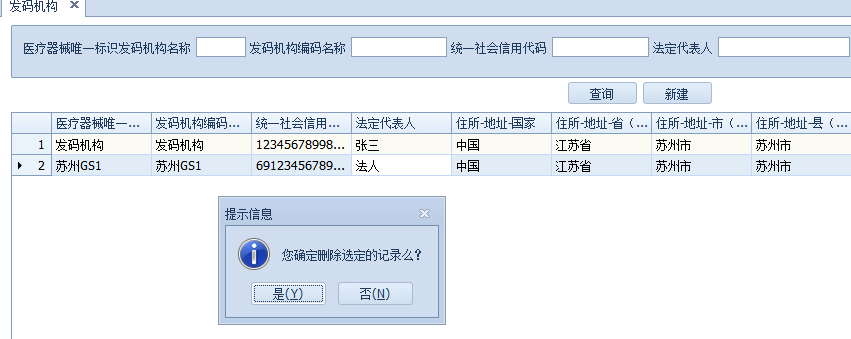 发码机构
医疗器械唯一标识发码机构名称 发码机构编码名称 统一社会信用代码 法定代表人
查询 新建
医疗器械唯一... 发码机构编码... 统一社会信用... 法定代表人 住所-地址-国家 住所-地址-省（... 住所-地址-市（... 住所-地址-县（...
1 发码机构 发码机构 12345678998... 张三 中国 江苏省 苏州市 苏州市
2 苏州GS1 苏州GS1 69123456789... 法人 中国 江苏省 苏州市 苏州市
提示信息
您确定删除选定的记录么?
是(Y) 否(N)